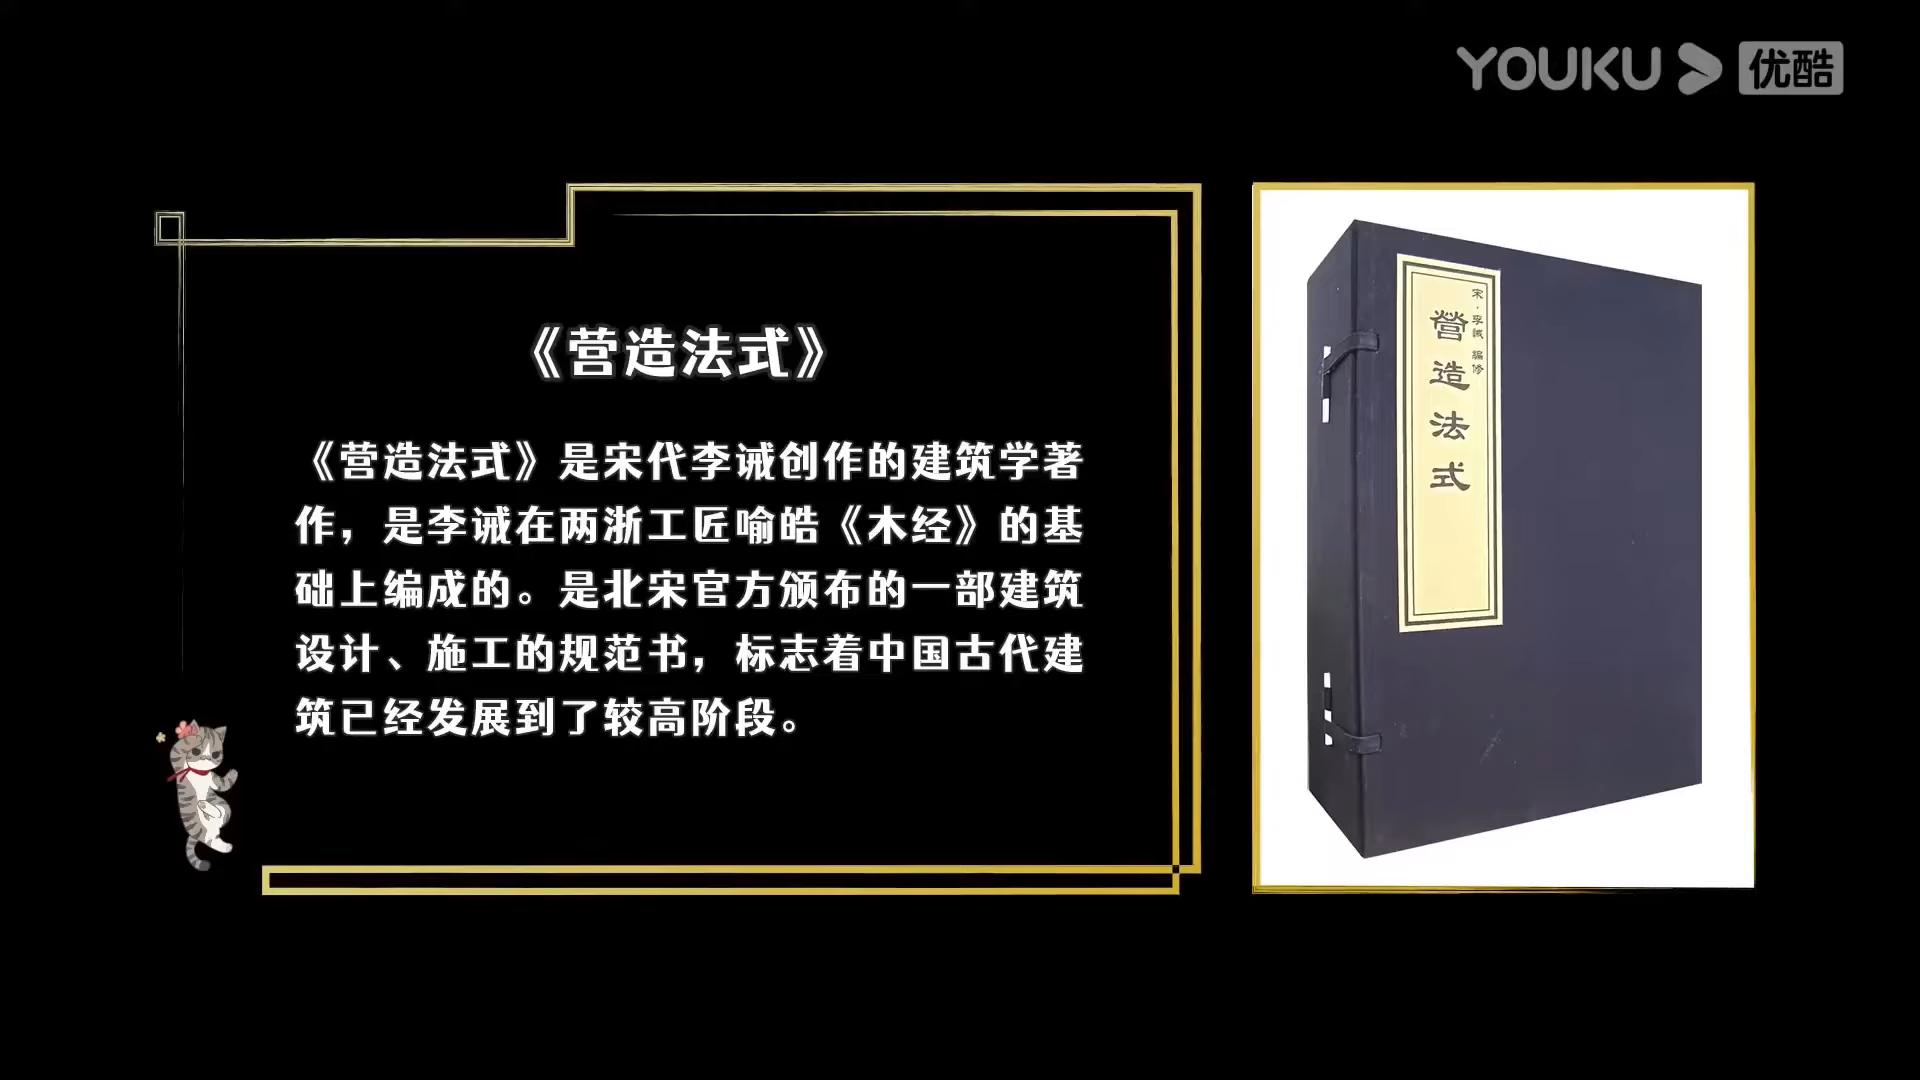 YOUKU 优酷
《营造法式》
《营造法式》是宋代李诫创作的建筑学著
作，是李诫在两浙工匠喻皓《木经》的基
础上编成的。是北宋官方颁布的一部建筑
设计、施工的规范书，标志着中国古代建
筑已经发展到了较高阶段。
宋·李誡 編修
營造法式